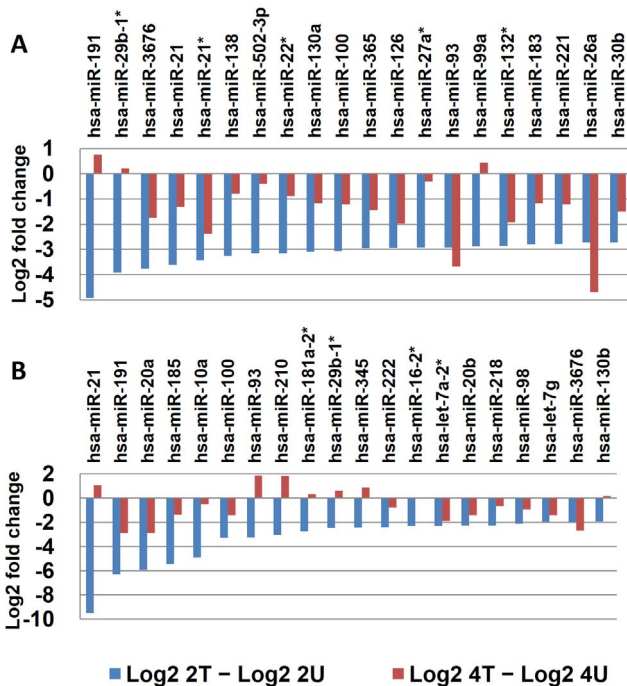 A
hsa-miR-191
hsa-miR-29b-1*
hsa-miR-3676
hsa-miR-21
hsa-miR-21*
hsa-miR-138
hsa-miR-502-3p
hsa-miR-22*
hsa-miR-130a
hsa-miR-100
hsa-miR-365
hsa-miR-126
hsa-miR-27a*
hsa-miR-93
hsa-miR-99a
hsa-miR-132*
hsa-miR-183
hsa-miR-221
hsa-miR-26a
hsa-miR-30b
Log2 fold change
1
0
-1
-2
-3
-4
-5
B
hsa-miR-21
hsa-miR-191
hsa-miR-20a
hsa-miR-185
hsa-miR-10a
hsa-miR-100
hsa-miR-93
hsa-miR-210
hsa-miR-181a-2*
hsa-miR-29b-1*
hsa-miR-345
hsa-miR-222
hsa-miR-16-2*
hsa-let-7a-2*
hsa-miR-20b
hsa-miR-218
hsa-miR-98
hsa-let-7g
hsa-miR-3676
hsa-miR-130b
Log2 fold change
2
0
-2
-4
-6
-8
-10
Log2 2T − Log2 2U
Log2 4T − Log2 4U